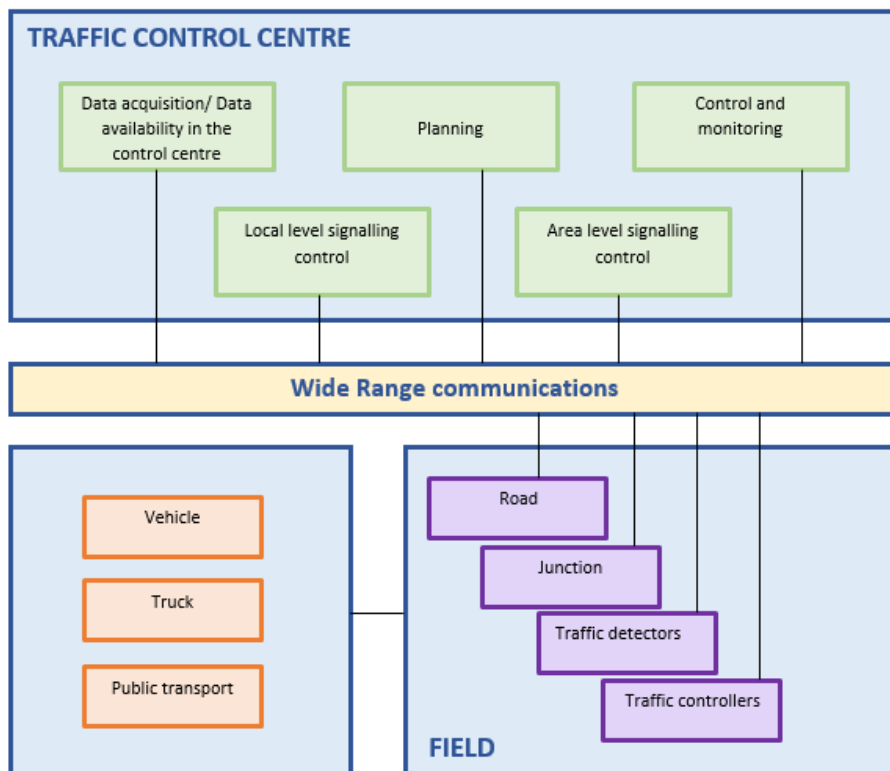 TRAFFIC CONTROL CENTRE
Data acquisition/ Data
availability in the
control centre
Planning
Control and
monitoring
Local level signalling
control
Area level signalling
control
Wide Range communications
Vehicle
Truck
Public transport
Road
Junction
Traffic detectors
Traffic controllers
FIELD